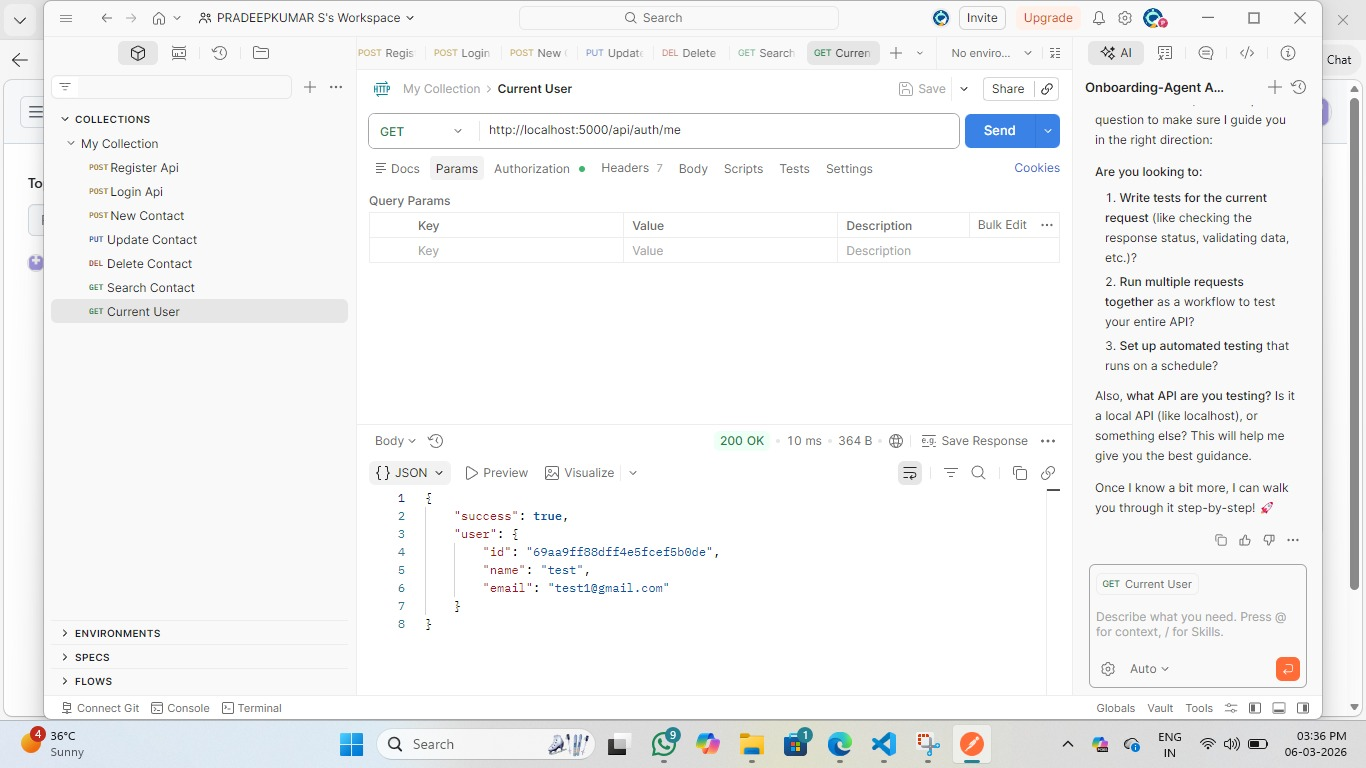 PRADEEPKUMAR S's Workspace
Search
Invite
Upgrade
POST Regis
POST Login
POST New
PUT Updat
DEL Delete
GET Search
GET Curren
No enviro...
AI
Chat
My Collection > Current User
Save
Share
Onboarding-Agent A...
COLLECTIONS
My Collection
POST Register Api
POST Login Api
POST New Contact
PUT Update Contact
DEL Delete Contact
GET Search Contact
GET Current User
ENVIRONMENTS
SPECS
FLOWS
To
HTTP
GET
http://localhost:5000/api/auth/me
Send
Docs
Params
Authorization
Headers 7
Body
Scripts
Tests
Settings
Cookies
Query Params
Key
Value
Description
Bulk Edit
Key
Value
Description
Body
200 OK
10 ms
364 B
e.g. Save Response
{} JSON
Preview
Visualize
1 {
2 "success": true,
3 "user": {
4 "id": "69aa9ff88dff4e5fcef5b0de",
5 "name": "test",
6 "email": "test1@gmail.com"
7 }
8 }
question to make sure I guide you
in the right direction:
Are you looking to:
1. Write tests for the current
request (like checking the
response status, validating data,
etc.)?
2. Run multiple requests
together as a workflow to test
your entire API?
3. Set up automated testing that
runs on a schedule?
Also, what API are you testing? Is it
a local API (like localhost), or
something else? This will help me
give you the best guidance.
Once I know a bit more, I can walk
you through it step-by-step! 🚀
GET Current User
Describe what you need. Press @
for context, / for Skills.
Auto
Connect Git
Console
Terminal
Globals
Vault
Tools
4
36°C
Sunny
Search
9
1
ENG
IN
03:36 PM
06-03-2026